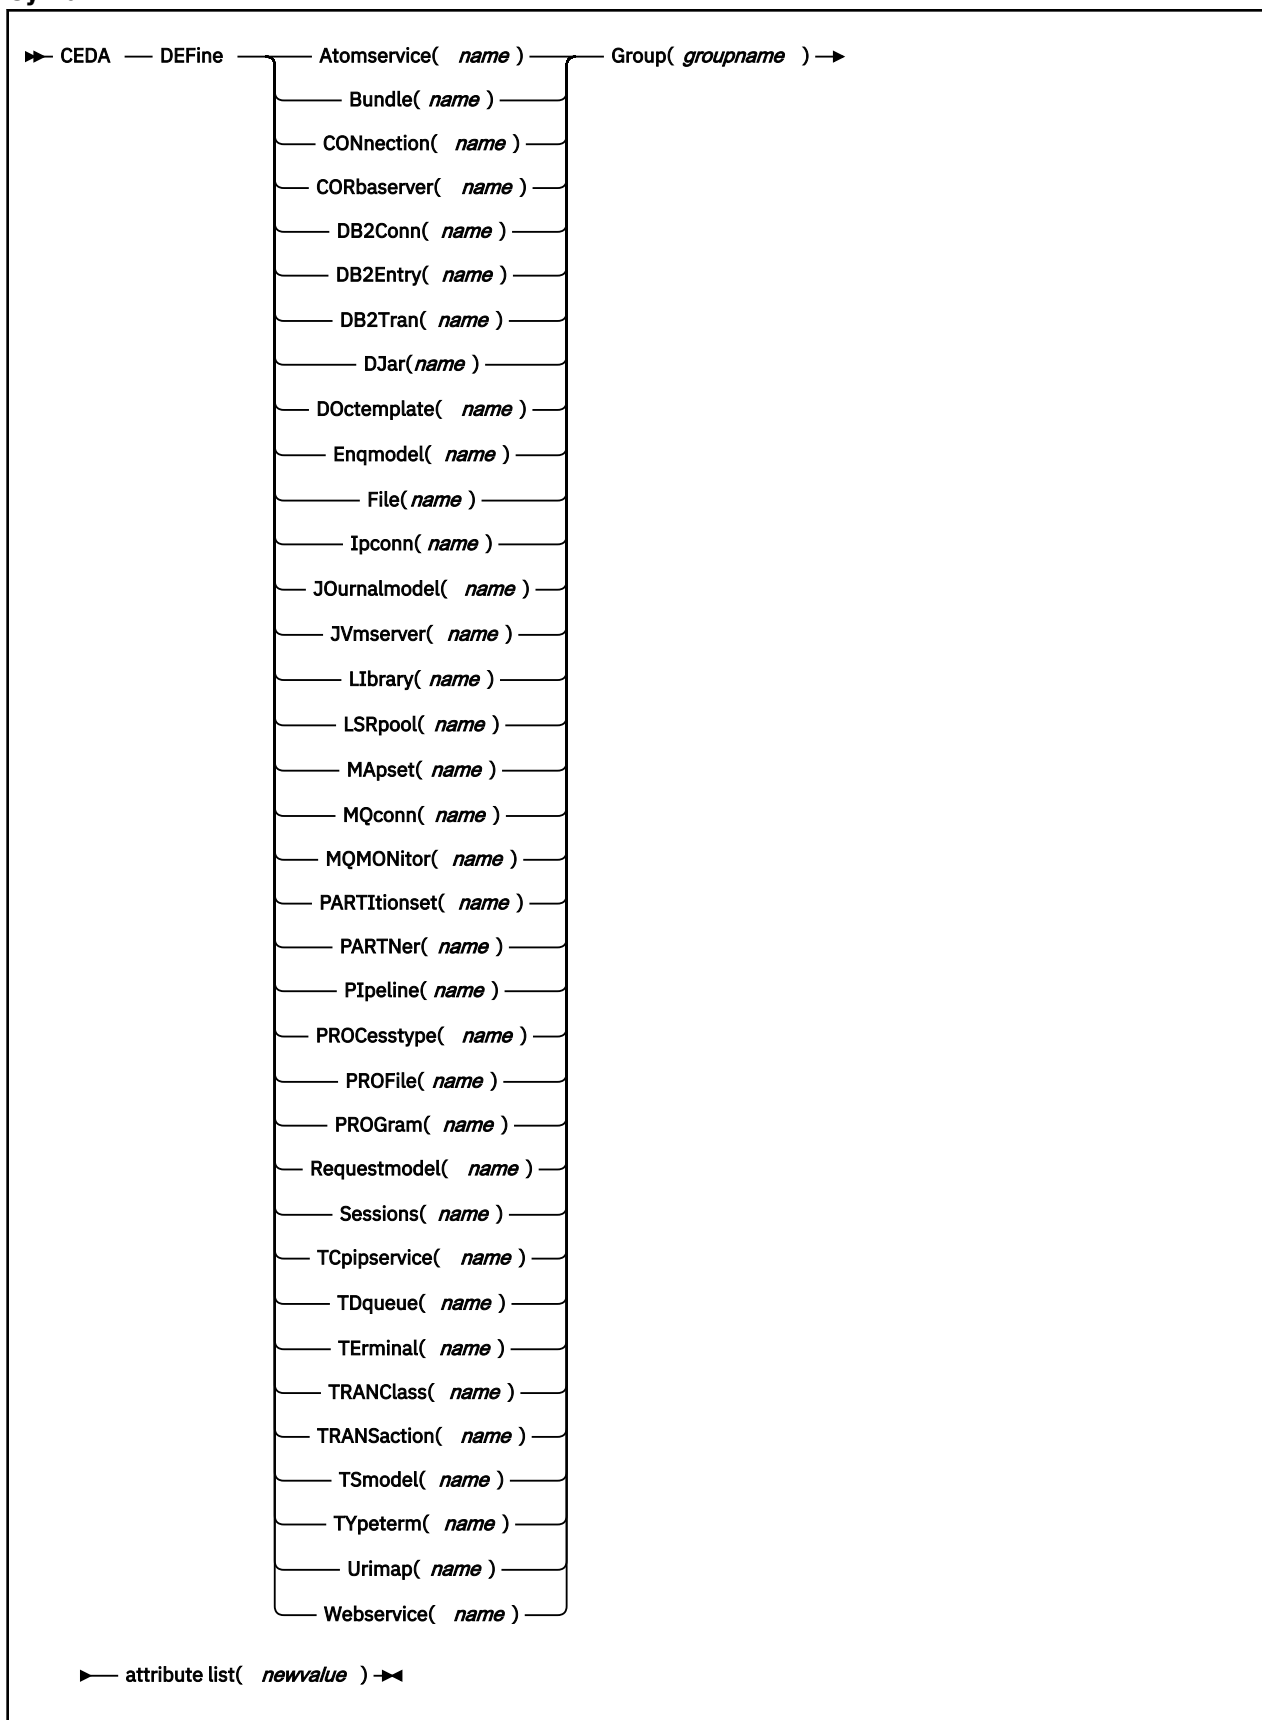 CEDA DEFine Atomservice( name ) Group( groupname )
Bundle( name )
CONnection( name )
CORbaserver( name )
DB2Conn( name )
DB2Entry( name )
DB2Tran( name )
DJar(name )
DOctemplate( name )
Enqmodel( name )
File( name )
Ipconn( name )
JOurnalmodel( name )
JVmserver( name )
LIbrary( name )
LSRpool( name )
MApset( name )
MQconn( name )
MQMONitor( name )
PARTItionset( name )
PARTNer( name )
PIpeline( name )
PROCesstype( name )
PROFile( name )
PROGram( name )
Requestmodel( name )
Sessions( name )
TCpipservice( name )
TDqueue( name )
TErminal( name )
TRANClass( name )
TRANSaction( name )
TSmodel( name )
TYpeterm( name )
Urimap( name )
Webservice( name )
attribute list( newvalue )